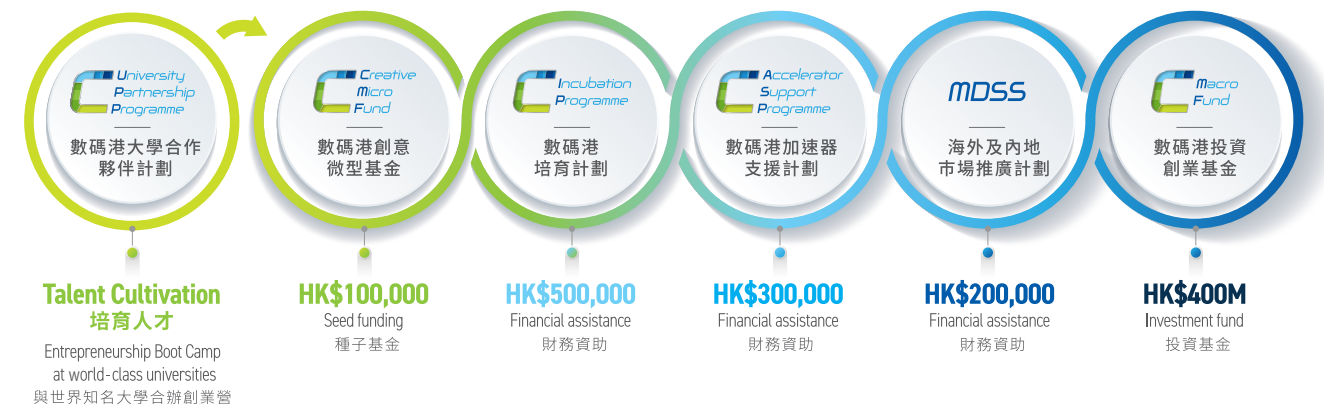 University
Partnership
Programme
數碼港大學合作
夥伴計劃
Talent Cultivation
培育人才
Entrepreneurship Boot Camp
at world-class universities
與世界知名大學合辦創業營
Creative
Micro
Fund
數碼港創意
微型基金
HK$100,000
Seed funding
種子基金
Incubation
Programme
數碼港
培育計劃
HK$500,000
Financial assistance
財務資助
Accelerator
Support
Programme
數碼港加速器
支援計劃
HK$300,000
Financial assistance
財務資助
MDSS
海外及內地
市場推廣計劃
HK$200,000
Financial assistance
財務資助
Macro
Fund
數碼港投資
創業基金
HK$400M
Investment fund
投資基金